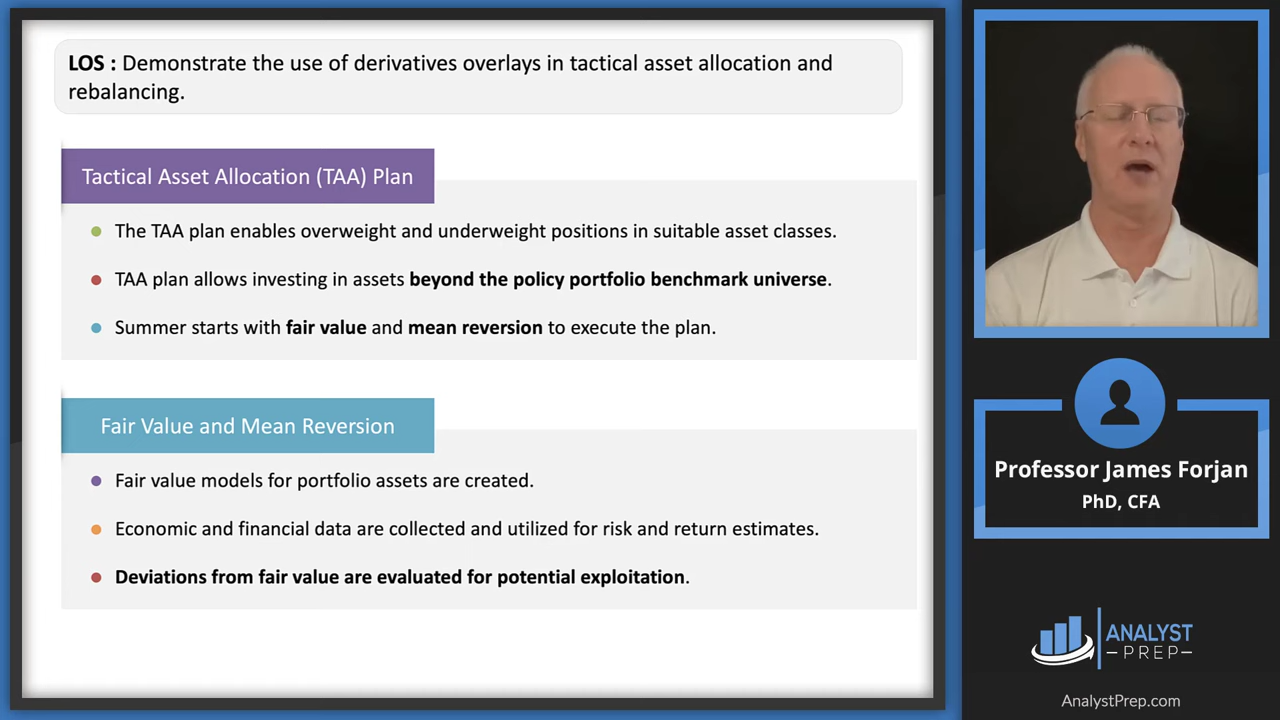 LOS : Demonstrate the use of derivatives overlays in tactical asset allocation and
rebalancing.
Tactical Asset Allocation (TAA) Plan
The TAA plan enables overweight and underweight positions in suitable asset classes.
TAA plan allows investing in assets beyond the policy portfolio benchmark universe.
Summer starts with fair value and mean reversion to execute the plan.
Fair Value and Mean Reversion
Fair value models for portfolio assets are created.
Economic and financial data are collected and utilized for risk and return estimates.
Deviations from fair value are evaluated for potential exploitation.
Professor James Forjan
PhD, CFA
ANALYST
PREP
AnalystPrep.com